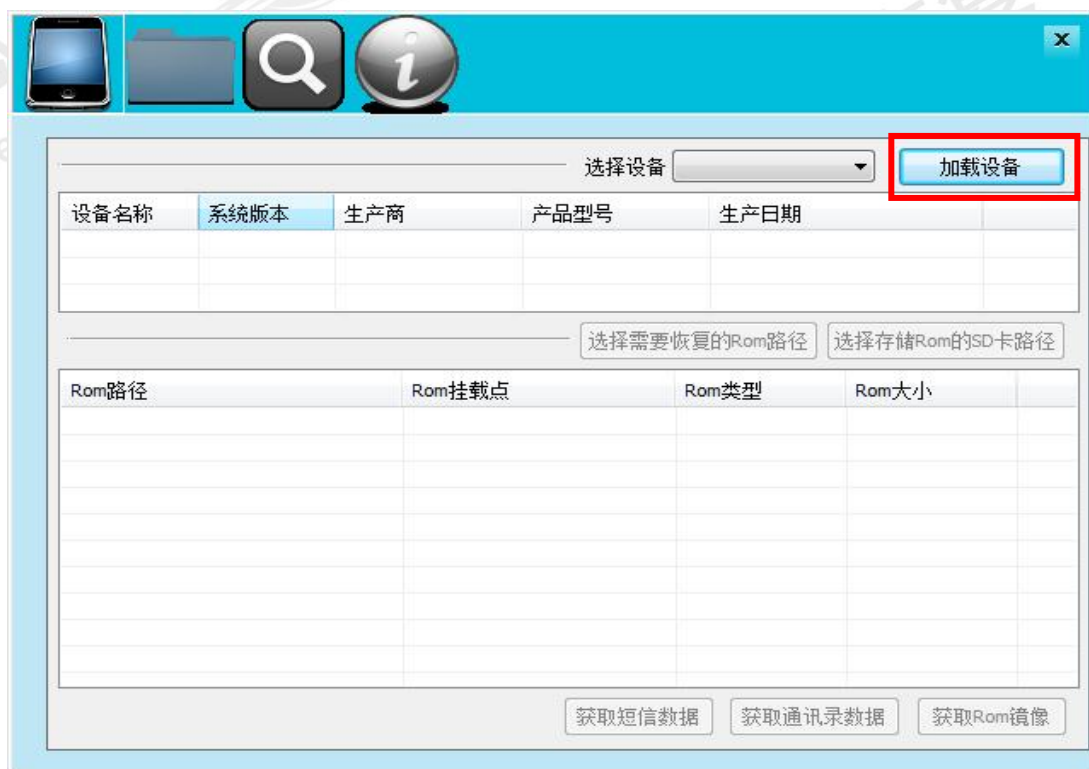 x
选择设备 加载设备
设备名称 系统版本 生产商 产品型号 生产日期
选择需要恢复的Rom路径 选择存储Rom的SD卡路径
Rom路径 Rom挂载点 Rom类型 Rom大小
获取短信数据 获取通讯录数据 获取Rom镜像